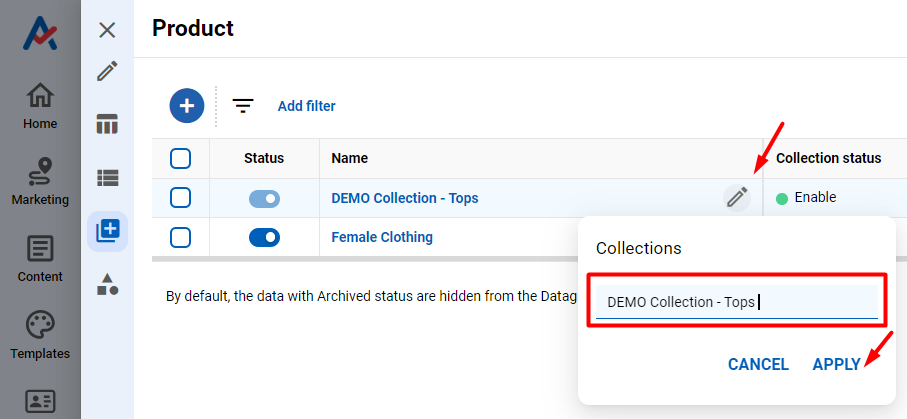 Product
Add filter
Home
Status
Name
Collection status
Marketing
DEMO Collection - Tops
Enable
Female Clothing
Collections
Content
By default, the data with Archived status are hidden from the
DEMO Collection - Tops
Templates
CANCEL
APPLY